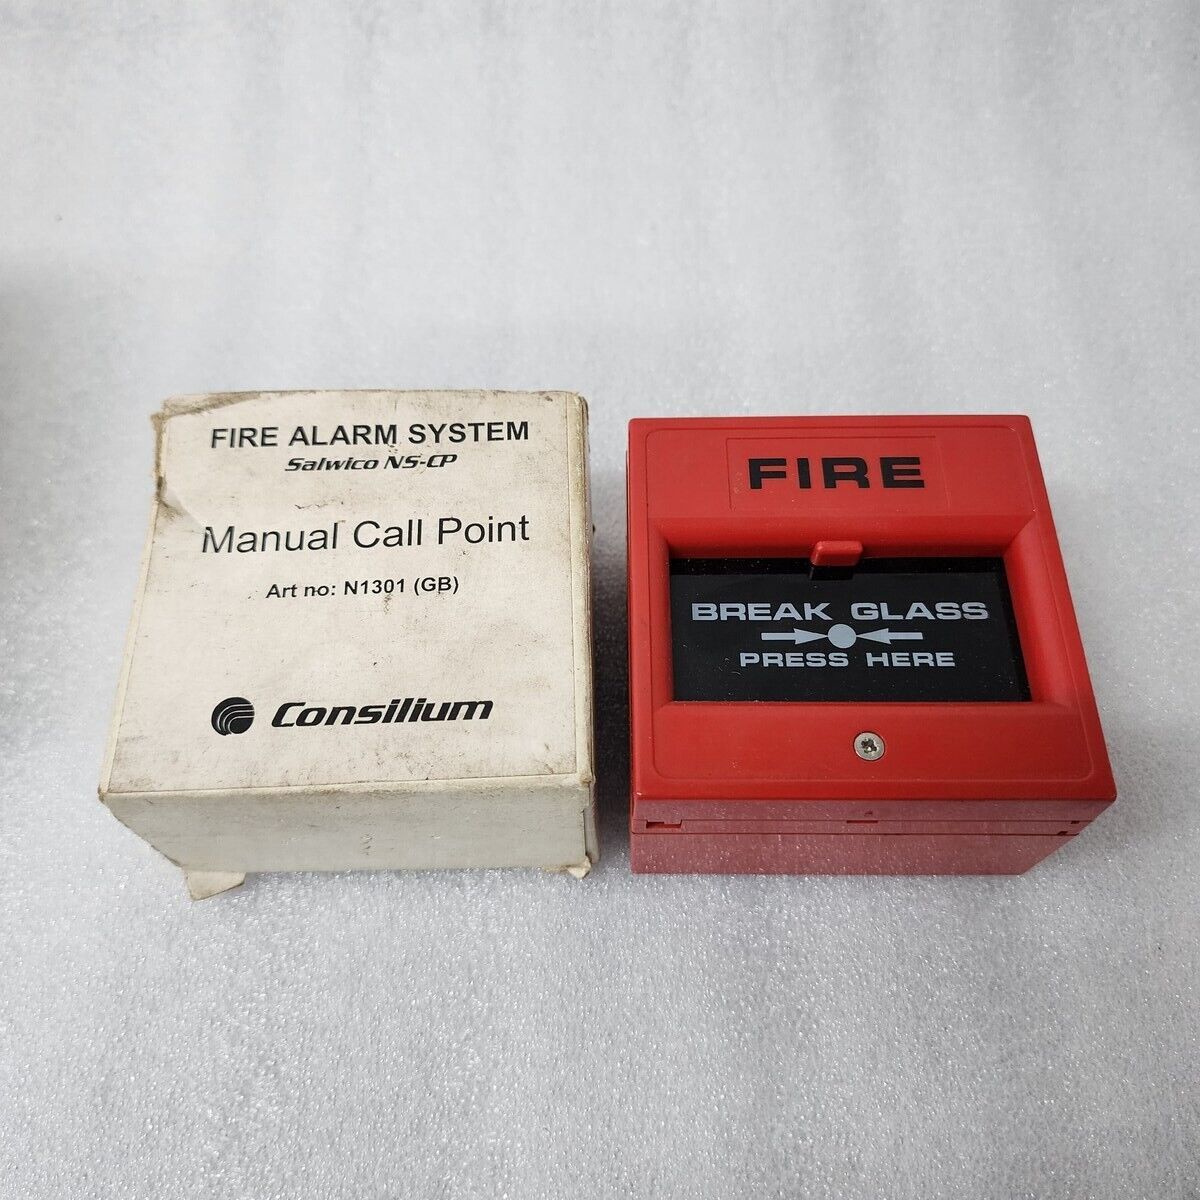 FIRE ALARM SYSTEM
Salwico NS-CP
Manual Call Point
Art no: N1301 (GB)
Consilium
FIRE
BREAK GLASS
PRESS HERE